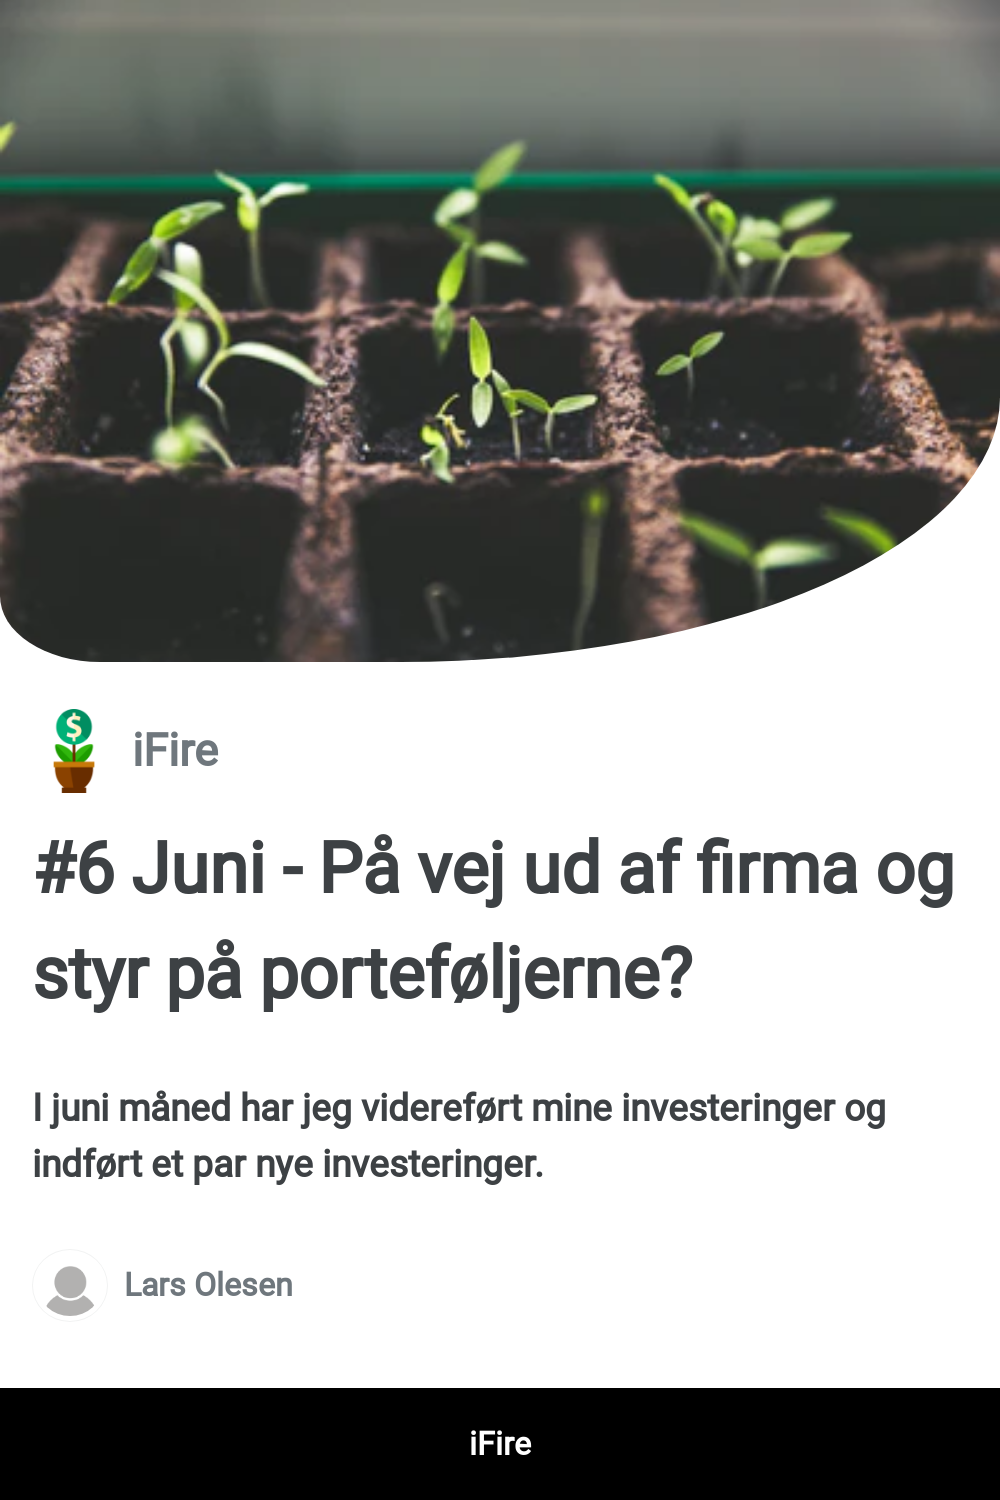 $
iFire
#6 Juni - På vej ud af firma og
styr på porteføljerne?
I juni måned har jeg videreført mine investeringer og
indført et par nye investeringer.
Lars Olesen
iFire